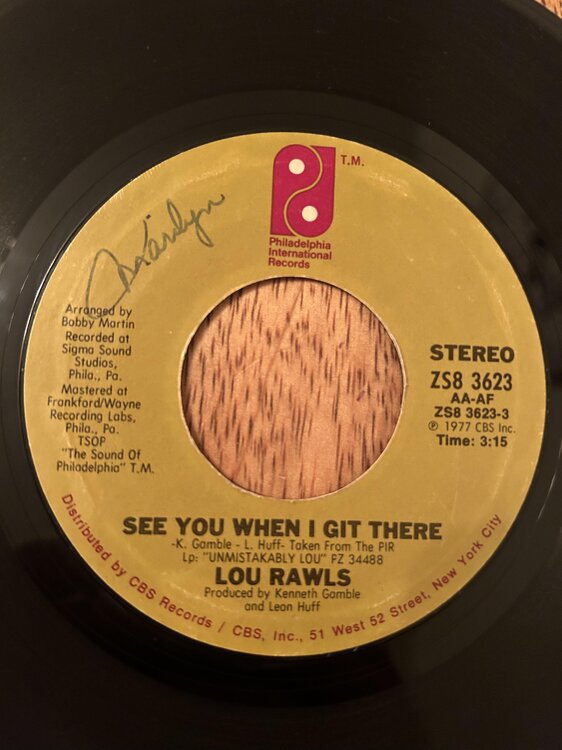 T.M.
Philadelphia
International
Records
Marilyn
Arranged by
Bobby Martin
Recorded at
Sigma Sound
Studios,
Phila., Pa.
Mastered at
Frankford/Wayne
Recording Labs,
Phila., Pa.
TSOP
"The Sound Of
Philadelphia" T.M.
STEREO
ZS8 3623
AA-AF
ZS8 3623-3
℗ 1977 CBS Inc.
Time: 3:15
SEE YOU WHEN I GIT THERE
-K. Gamble - L. Huff- Taken From The PIR
Lp: "UNMISTAKABLY LOU" PZ 34488
LOU RAWLS
Produced by Kenneth Gamble
and Leon Huff
Distributed by CBS Records / CBS, Inc., 51 West 52 Street, New York City